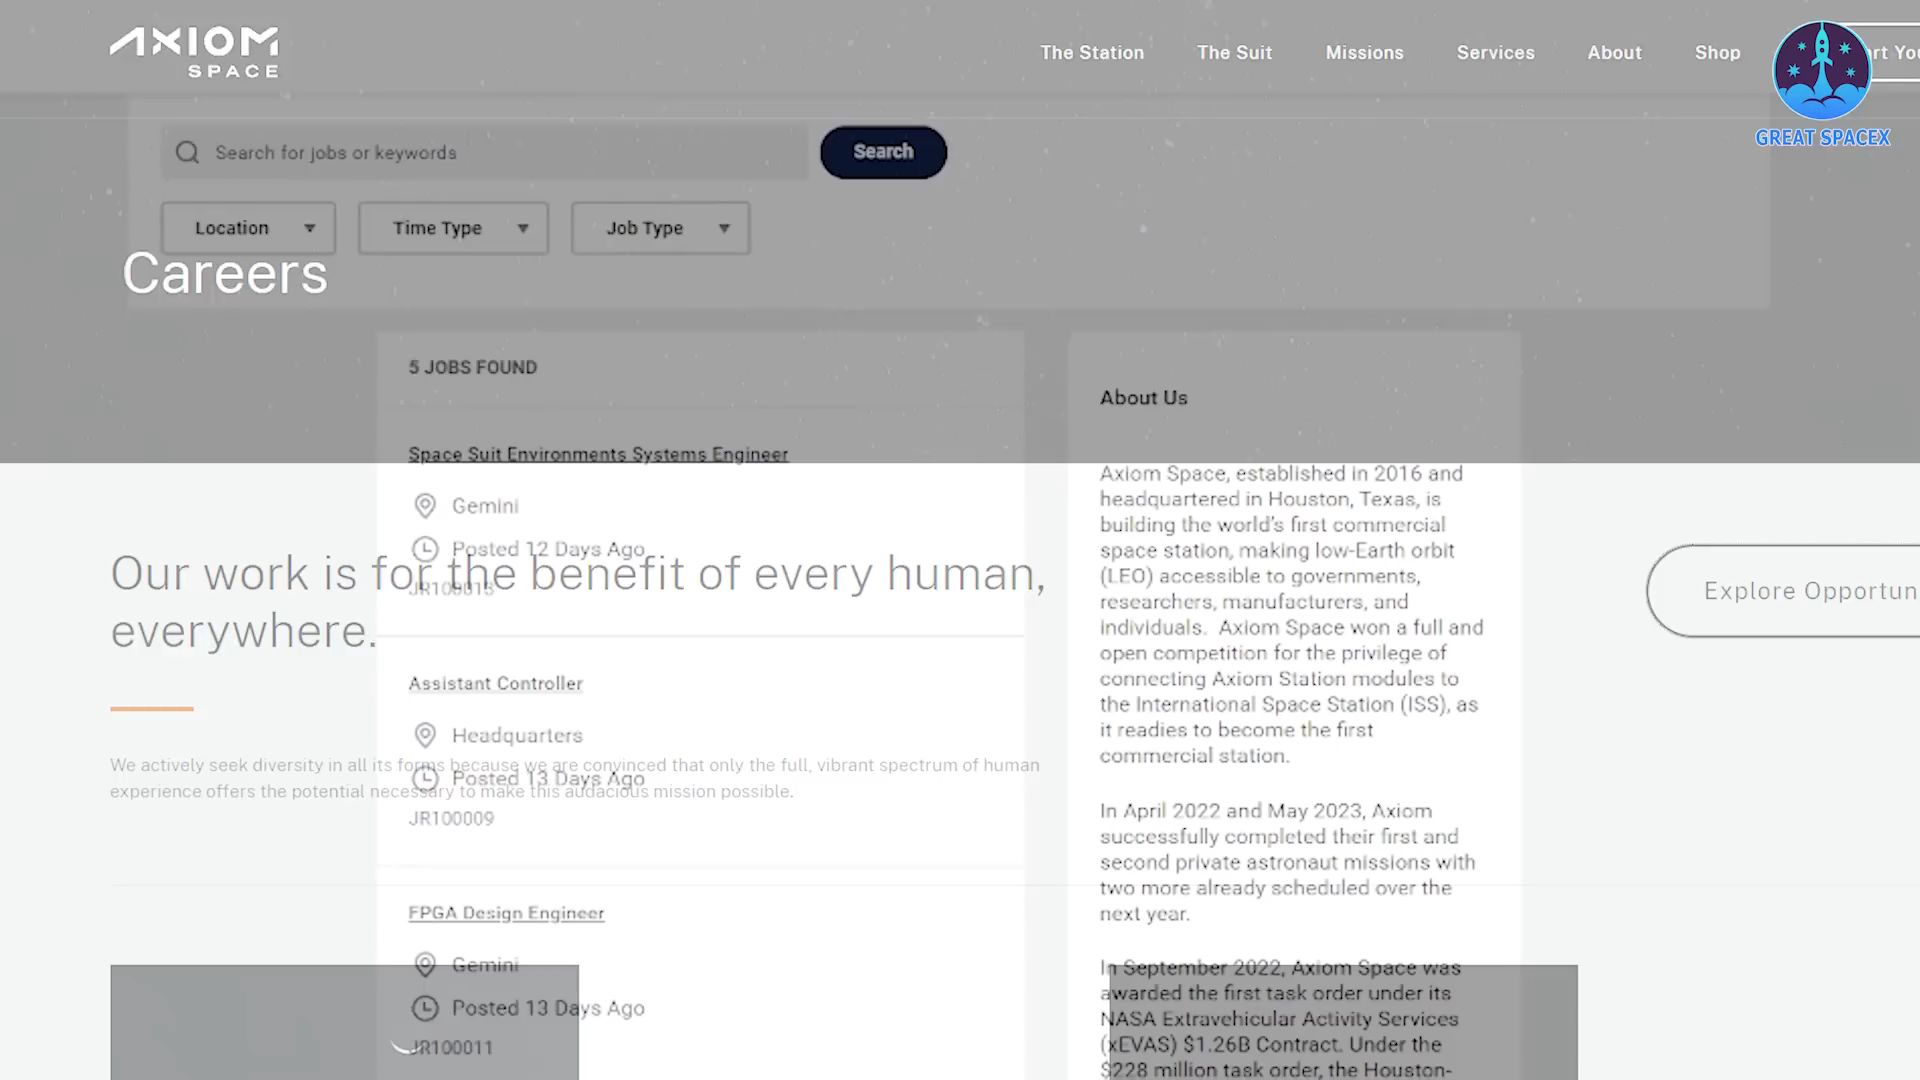 AXIOM
SPACE
The Station
The Suit
Missions
Services
About
Shop
GREAT SPACEX
Search for jobs or keywords
Search
Location
Time Type
Job Type
Careers
5 JOBS FOUND
Space Suit Environments Systems Engineer
Gemini
Posted 12 Days Ago
Our work is for the benefit of every human,
everywhere.
Assistant Controller
Headquarters
Posted 13 Days Ago
JR100009
We actively seek diversity in all its forms because we are convinced that only the full, vibrant spectrum of human
experience offers the potential necessary to make this audacious mission possible.
FPGA Design Engineer
Gemini
Posted 13 Days Ago
JR100011
About Us
Axiom Space, established in 2016 and
headquartered in Houston, Texas, is
building the world's first commercial
space station, making low-Earth orbit
(LEO) accessible to governments,
researchers, manufacturers, and
individuals. Axiom Space won a full and
open competition for the privilege of
connecting Axiom Station modules to
the International Space Station (ISS), as
it readies to become the first
commercial station.
In April 2022 and May 2023, Axiom
successfully completed their first and
second private astronaut missions with
two more already scheduled over the
next year.
In September 2022, Axiom Space was
awarded the first task order under its
NASA Extravehicular Activity Services
(xEVAS) $1.26B Contract. Under the
$228 million task order, the Houston-
Explore Opportun